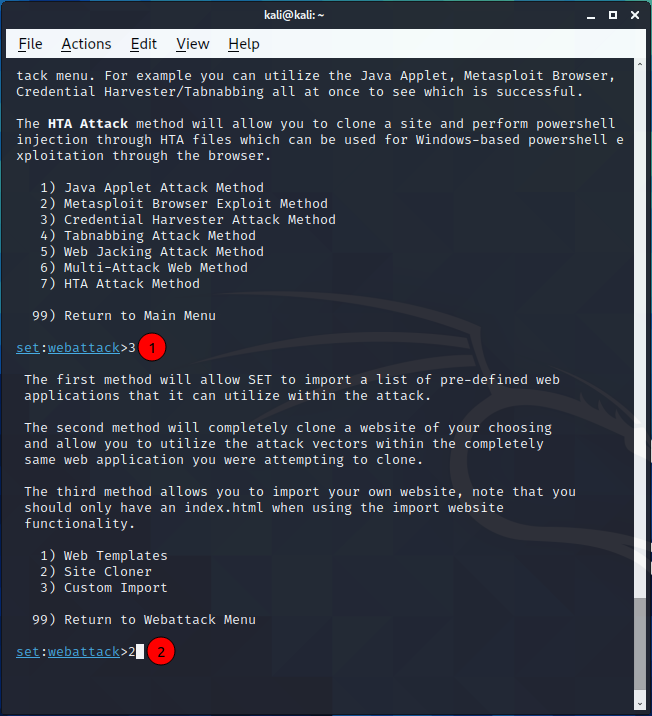 kali@kali: ~
File Actions Edit View Help
tack menu. For example you can utilize the Java Applet, Metasploit Browser,
Credential Harvester/Tabnabbing all at once to see which is successful.
The HTA Attack method will allow you to clone a site and perform powershell
injection through HTA files which can be used for Windows-based powershell e
xploitation through the browser.
1) Java Applet Attack Method
2) Metasploit Browser Exploit Method
3) Credential Harvester Attack Method
4) Tabnabbing Attack Method
5) Web Jacking Attack Method
6) Multi-Attack Web Method
7) HTA Attack Method
99) Return to Main Menu
set:webattack>3 1
The first method will allow SET to import a list of pre-defined web
applications that it can utilize within the attack.
The second method will completely clone a website of your choosing
and allow you to utilize the attack vectors within the completely
same web application you were attempting to clone.
The third method allows you to import your own website, note that you
should only have an index.html when using the import website
functionality.
1) Web Templates
2) Site Cloner
3) Custom Import
99) Return to Webattack Menu
set:webattack>2 2